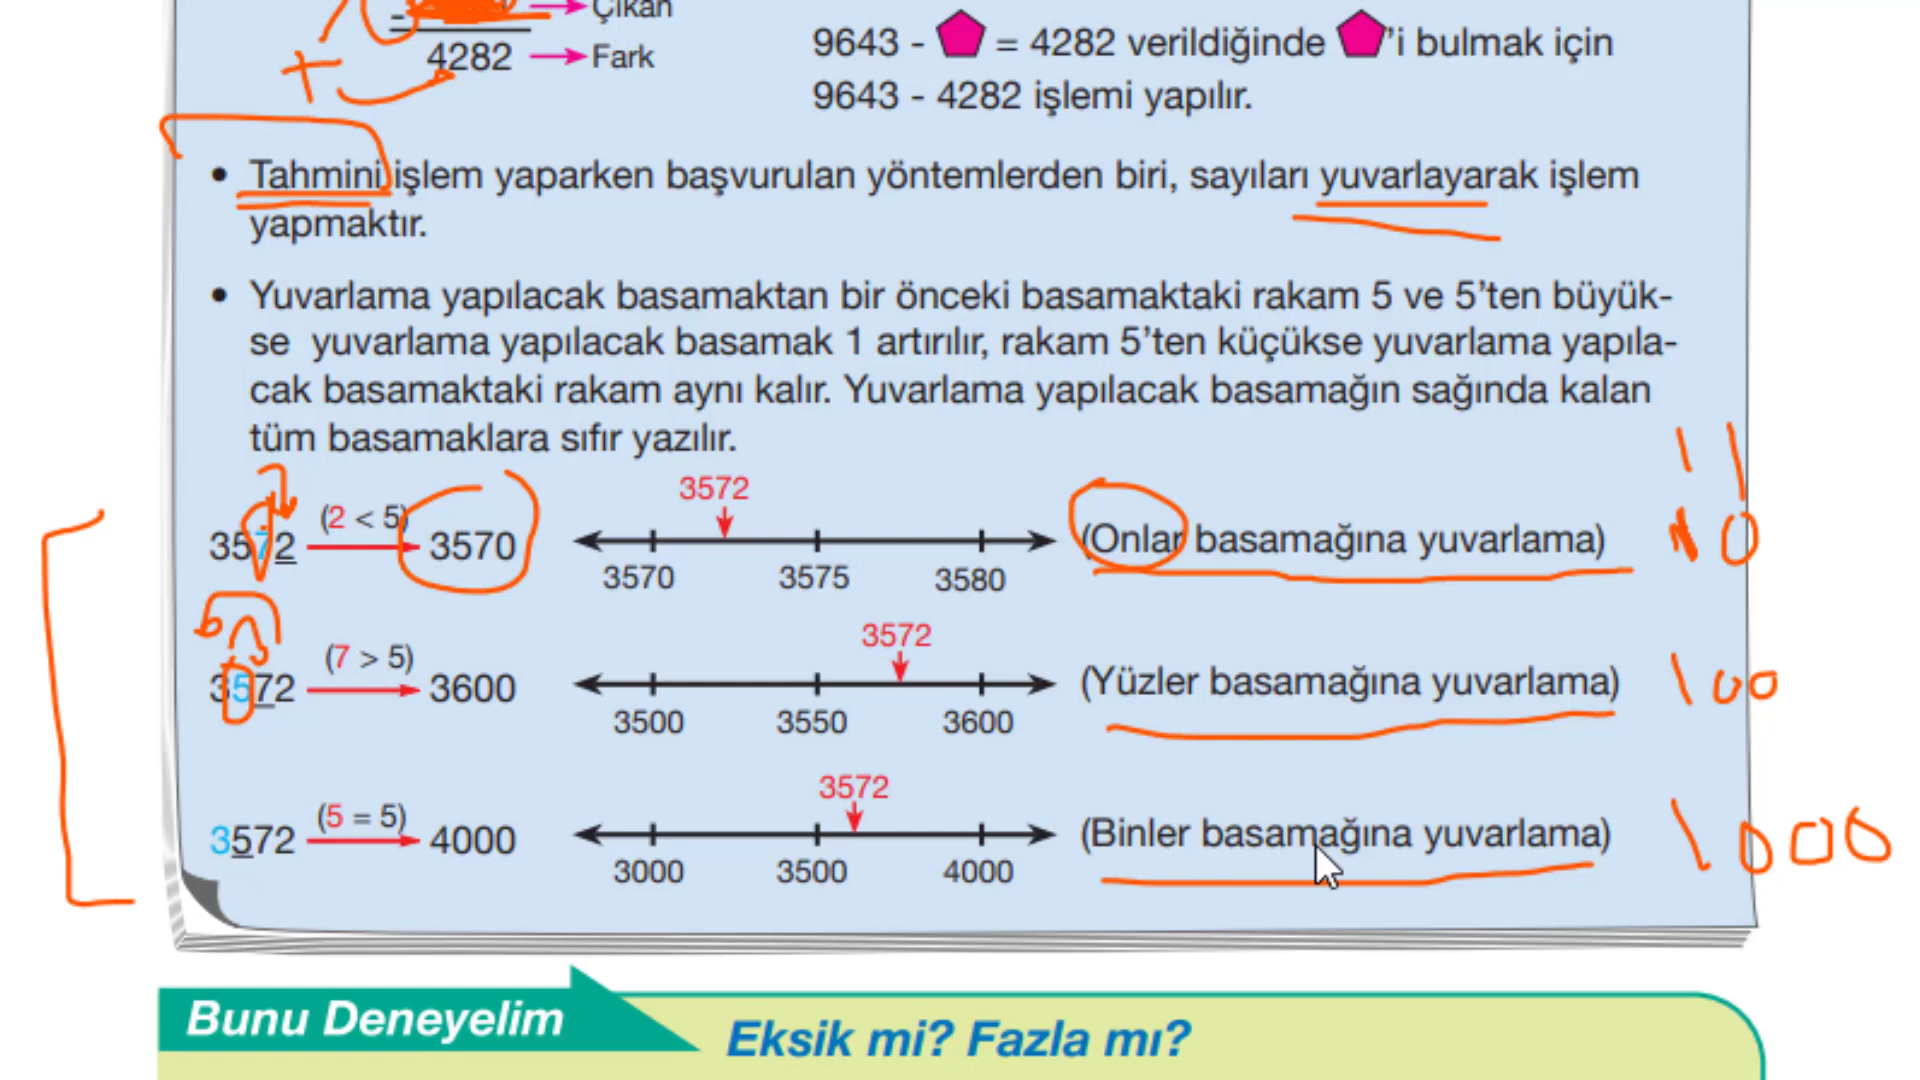 Çıkan
4282 Fark
9643 - = 4282 verildiğinde 'i bulmak için
9643 - 4282 işlemi yapılır.
• Tahmini işlem yaparken başvurulan yöntemlerden biri, sayıları yuvarlayarak işlem
yapmaktır.
• Yuvarlama yapılacak basamaktan bir önceki basamaktaki rakam 5 ve 5'ten büyük-
se yuvarlama yapılacak basamak 1 artırılır, rakam 5'ten küçükse yuvarlama yapıla-
cak basamaktaki rakam aynı kalır. Yuvarlama yapılacak basamağın sağında kalan
tüm basamaklara sıfır yazılır.
3572
3572 (2 < 5) 3570 (Onlar basamağına yuvarlama) 10
3570 3575 3580
3572
3572 (7 > 5) 3600 (Yüzler basamağına yuvarlama) 100
3500 3550 3600
3572
3572 (5 = 5) 4000 (Binler basamağına yuvarlama) 1000
3000 3500 4000
Bunu Deneyelim
Eksik mi? Fazla mı?